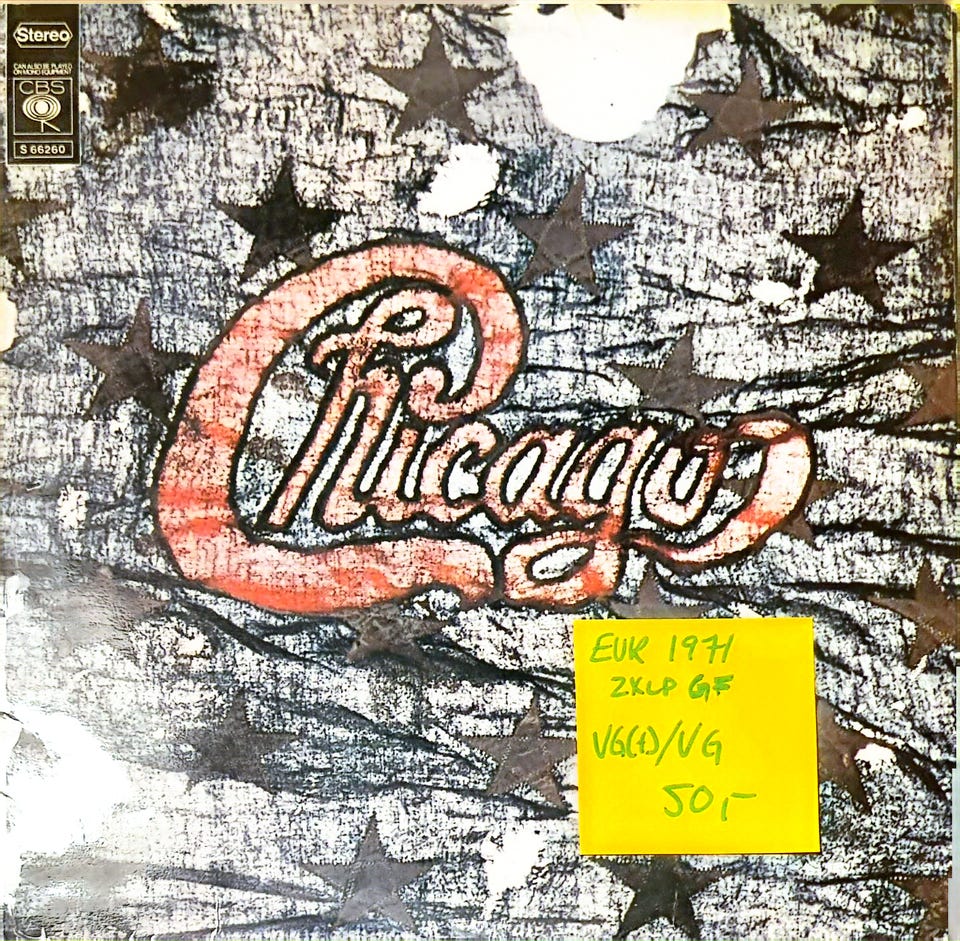 Stereo
CAN ALSO BE PLAYED
ON MONO EQUIPMENT
CBS
S 66260
Chicago
EUR 1971
2XLP GF
VG(+)/VG
50,-